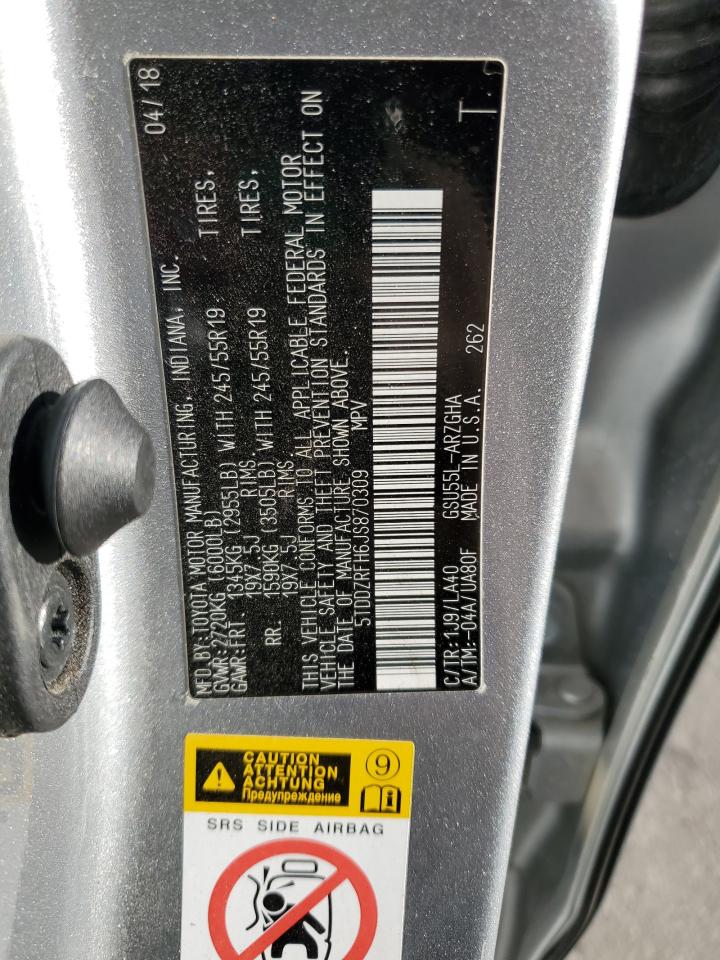 MFD BY:TOYOTA MOTOR MANUFACTURING, INDIANA, INC. 04/18
GVWR:2720KG (6000LB)
GAWR:FRT 1345KG (2955LB) WITH 245/55R19 TIRES,
19X7.5J RIMS
RR. 1590KG (3505LB) WITH 245/55R19 TIRES,
19X7.5J RIMS
THIS VEHICLE CONFORMS TO ALL APPLICABLE FEDERAL MOTOR
VEHICLE SAFETY AND THEFT PREVENTION STANDARDS IN EFFECT ON
THE DATE OF MANUFACTURE SHOWN ABOVE.
5TDDZRFH6JS870309 MPV
C/TR:1J9/LA40 GSU55L-ARZGHA
A/TM:-04A/UA80F MADE IN U.S.A. 262 T
CAUTION
ATTENTION
ACHTUNG
Предупреждение
9
i
SRS SIDE AIRBAG